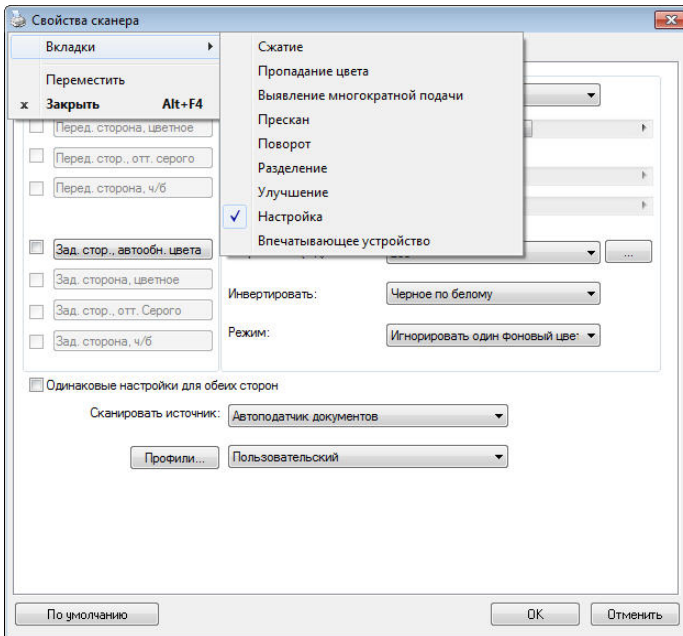 Свойства сканера
Вкладки
Переместить
x Закрыть Alt+F4
Сжатие
Пропадание цвета
Выявление многократной подачи
Прескан
Поворот
Разделение
Улучшение
Настройка
Впечатывающее устройство
Перед. сторона, цветное
Перед. стор., отт. серого
Перед. сторона, ч/б
Зад. стор., автообн. цвета
...
Зад. сторона, цветное
Инвертировать: Черное по белому
Зад. стор., отт. Серого
Режим: Игнорировать один фоновый
Зад. сторона, ч/б
Одинаковые настройки для обеих сторон
Сканировать источник: Автоподатчик документов
Профили... Пользовательский
По умолчанию OK Отменить